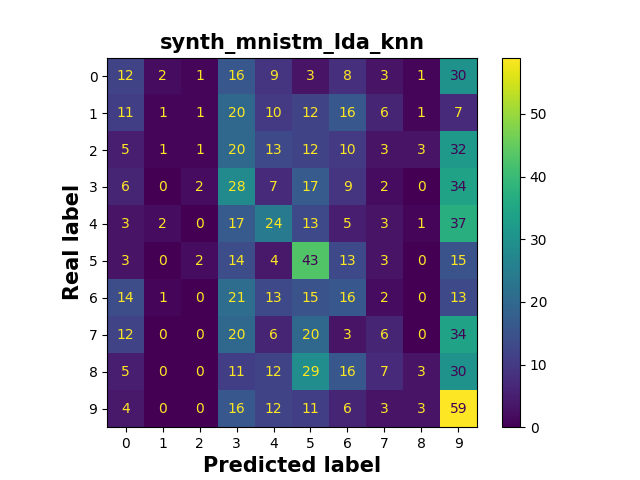 synth_mnistm_lda_knn
Real label
0 12 2 1 16 9 3 8 3 1 30
1 11 1 1 20 10 12 16 6 1 7
2 5 1 1 20 13 12 10 3 3 32
3 6 0 2 28 7 17 9 2 0 34
4 3 2 0 17 24 13 5 3 1 37
5 3 0 2 14 4 43 13 3 0 15
6 14 1 0 21 13 15 16 2 0 13
7 12 0 0 20 6 20 3 6 0 34
8 5 0 0 11 12 29 16 7 3 30
9 4 0 0 16 12 11 6 3 3 59
0 1 2 3 4 5 6 7 8 9
Predicted label
50
40
30
20
10
0